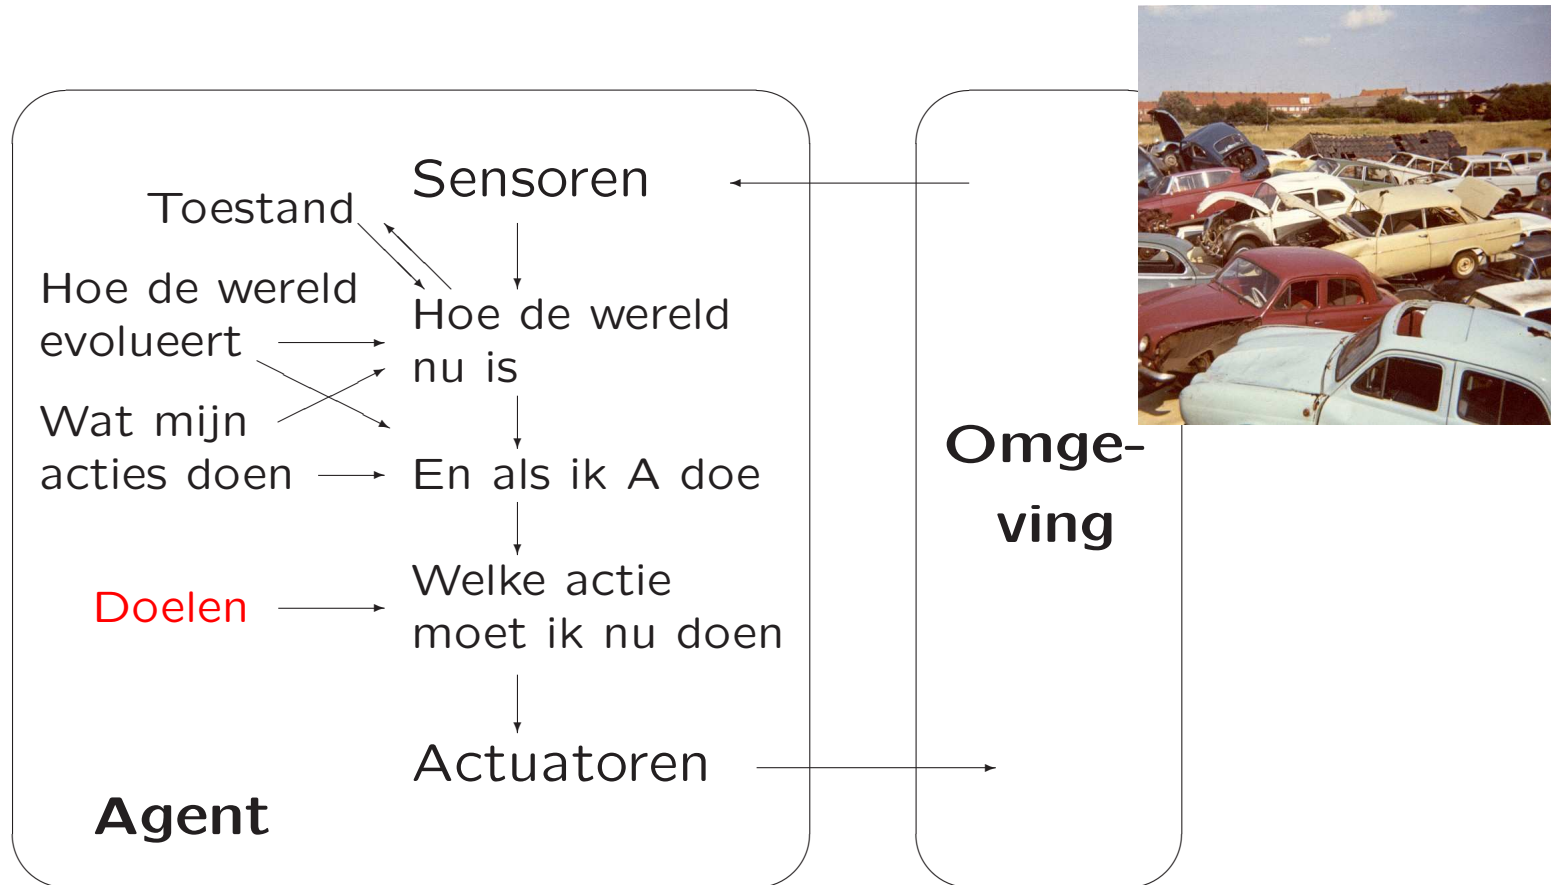 Sensoren
Toestand
Hoe de wereld
evolueert
Hoe de wereld
nu is
Wat mijn
acties doen
En als ik A doe
Doelen
Welke actie
moet ik nu doen
Actuatoren
Agent
Omge-
ving